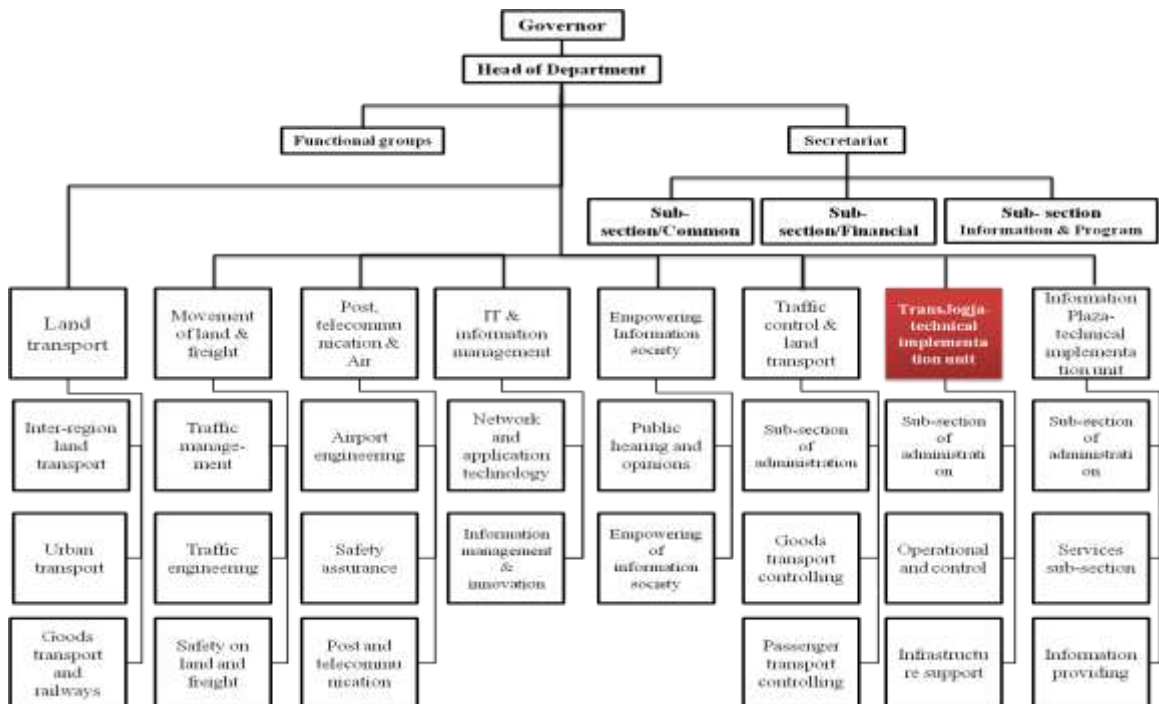 Governor
Head of Department
Functional groups
Secretariat
Sub-
section/Common
Sub-
section/Financial
Sub- section
Information & Program
Land
transport
Movement
of land &
freight
Post,
telecommu
nication &
Air
IT &
information
management
Empowering
Information
society
Traffic
control &
land
transport
TransJogja-
technical
implementa
tion unit
Information
Plaza-
technical
implementa
tion unit
Inter-region
land
transport
Traffic
manage-
ment
Airport
engineering
Network
and
application
technology
Public
hearing and
opinions
Sub-section
of
administration
Sub-section
of
administrati
on
Sub-section
of
administrati
on
Urban
transport
Traffic
engineering
Safety
assurance
Information
management
&
innovation
Empowering
of
information
society
Goods
transport
controlling
Operational
and control
Services
sub-section
Goods
transport
and
railways
Safety on
land and
freight
Post and
telecommu
nication
Passenger
transport
controlling
Infrastructu
re support
Information
providing